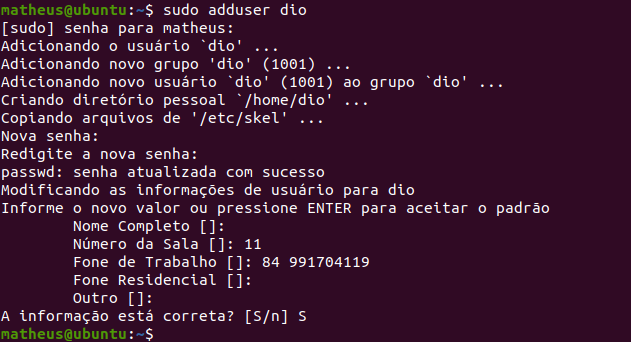 matheus@ubuntu:~$ sudo adduser dio
[sudo] senha para matheus:
Adicionando o usuário `dio' ...
Adicionando novo grupo 'dio' (1001) ...
Adicionando novo usuário `dio' (1001) ao grupo `dio' ...
Criando diretório pessoal `/home/dio' ...
Copiando arquivos de '/etc/skel' ...
Nova senha:
Redigite a nova senha:
passwd: senha atualizada com sucesso
Modificando as informações de usuário para dio
Informe o novo valor ou pressione ENTER para aceitar o padrão
Nome Completo []:
Número da Sala []: 11
Fone de Trabalho []: 84 991704119
Fone Residencial []:
Outro []:
A informação está correta? [S/n] S
matheus@ubuntu:~$